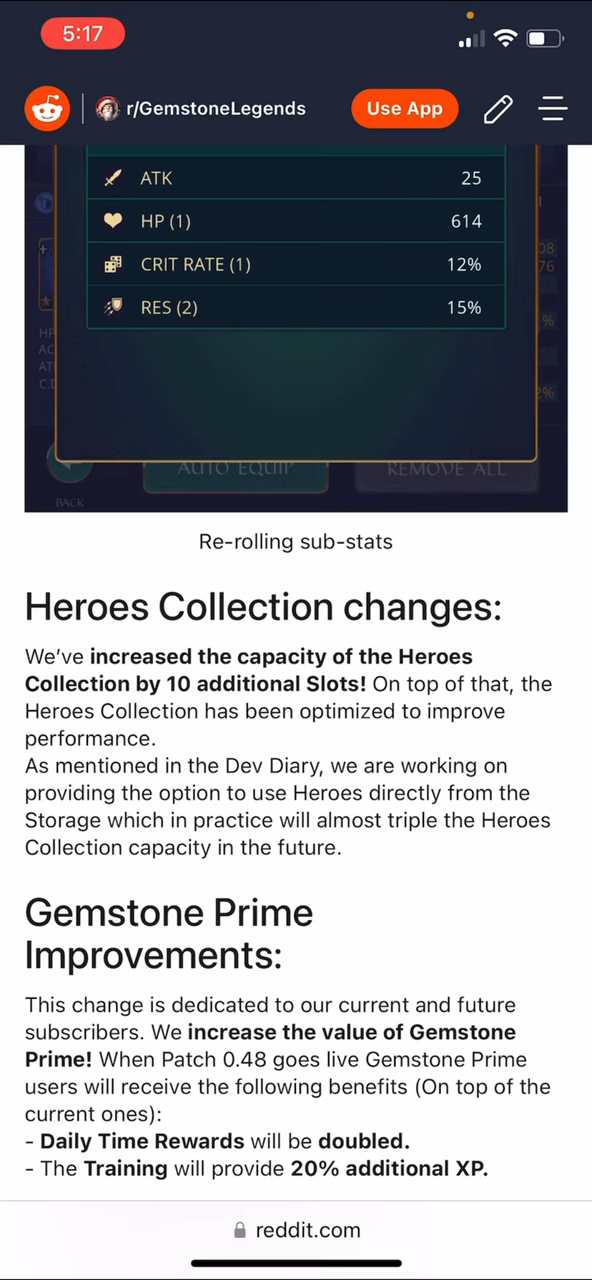 5:17
r/GemstoneLegends
Use App
ATK 25
HP (1) 614
CRIT RATE (1) 12%
RES (2) 15%
AUTO EQUIP
REMOVE ALL
BACK
Re-rolling sub-stats
Heroes Collection changes:
We’ve increased the capacity of the Heroes
Collection by 10 additional Slots! On top of that, the
Heroes Collection has been optimized to improve
performance.
As mentioned in the Dev Diary, we are working on
providing the option to use Heroes directly from the
Storage which in practice will almost triple the Heroes
Collection capacity in the future.
Gemstone Prime
Improvements:
This change is dedicated to our current and future
subscribers. We increase the value of Gemstone
Prime! When Patch 0.48 goes live Gemstone Prime
users will receive the following benefits (On top of the
current ones):
- Daily Time Rewards will be doubled.
- The Training will provide 20% additional XP.
reddit.com